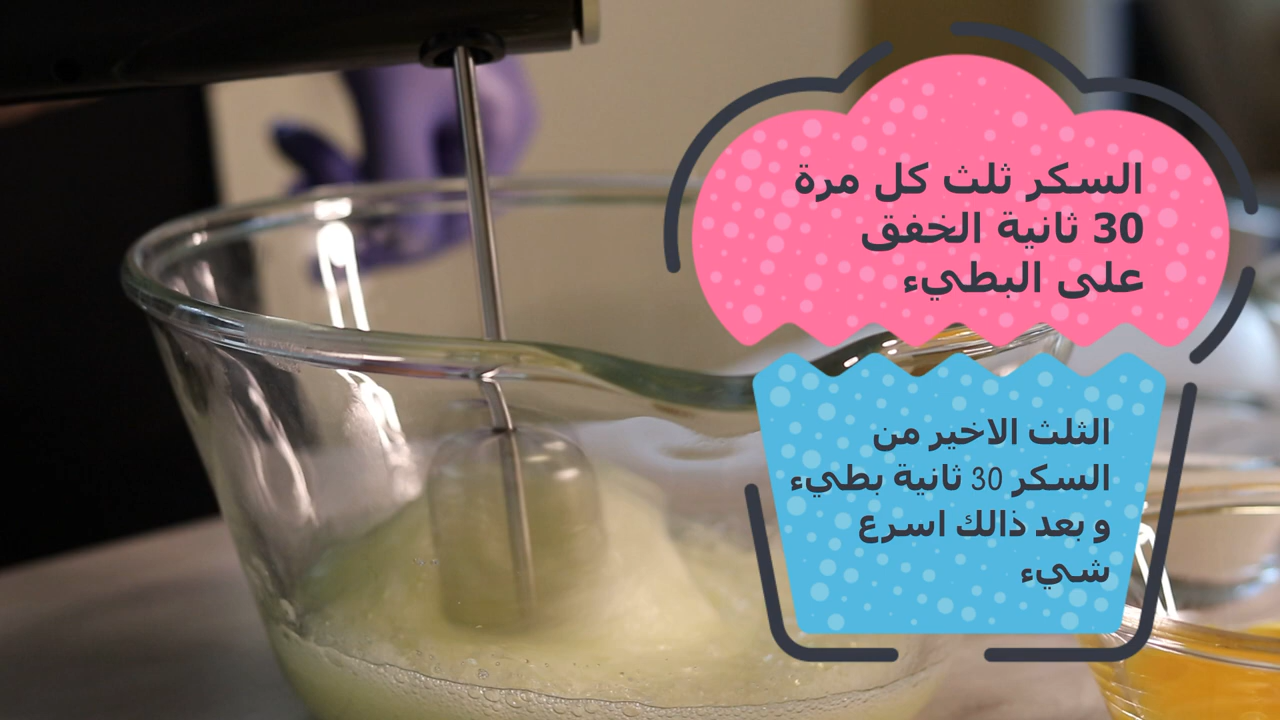 السكر ثلث كل مرة
30 ثانية الخفق
على البطيء
الثلث الاخير من
السكر 30 ثانية بطيء
و بعد ذالك اسرع
شيء